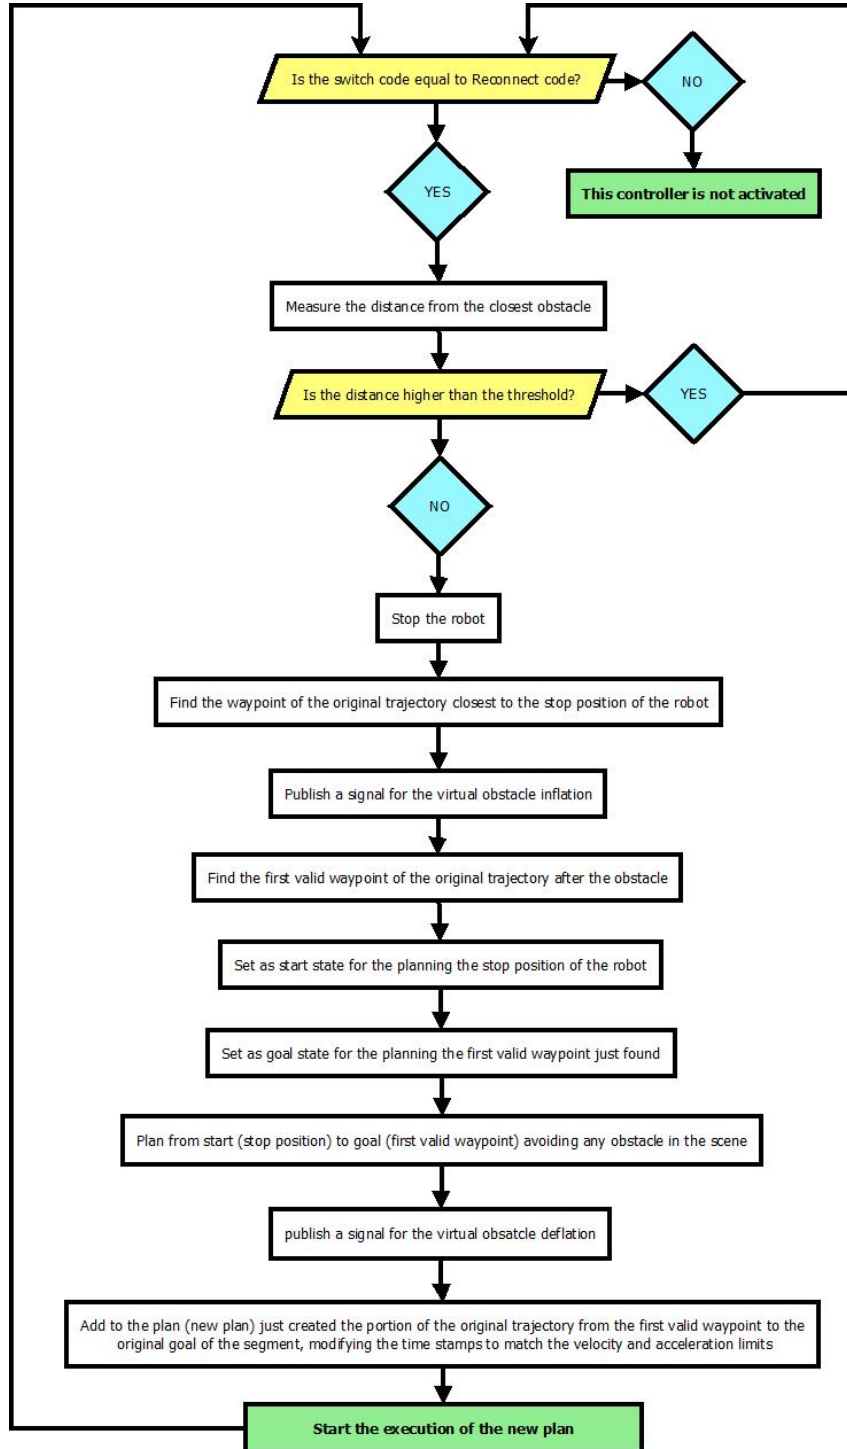 Is the switch code equal to Reconnect code?
NO
YES
This controller is not activated
Measure the distance from the closest obstacle
Is the distance higher than the threshold?
YES
NO
Stop the robot
Find the waypoint of the original trajectory closest to the stop position of the robot
Publish a signal for the virtual obstacle inflation
Find the first valid waypoint of the original trajectory after the obstacle
Set as start state for the planning the stop position of the robot
Set as goal state for the planning the first valid waypoint just found
Plan from start (stop position) to goal (first valid waypoint) avoiding any obstacle in the scene
publish a signal for the virtual obsatcle deflation
Add to the plan (new plan) just created the portion of the original trajectory from the first valid waypoint to the
original goal of the segment, modifying the time stamps to match the velocity and acceleration limits
Start the execution of the new plan